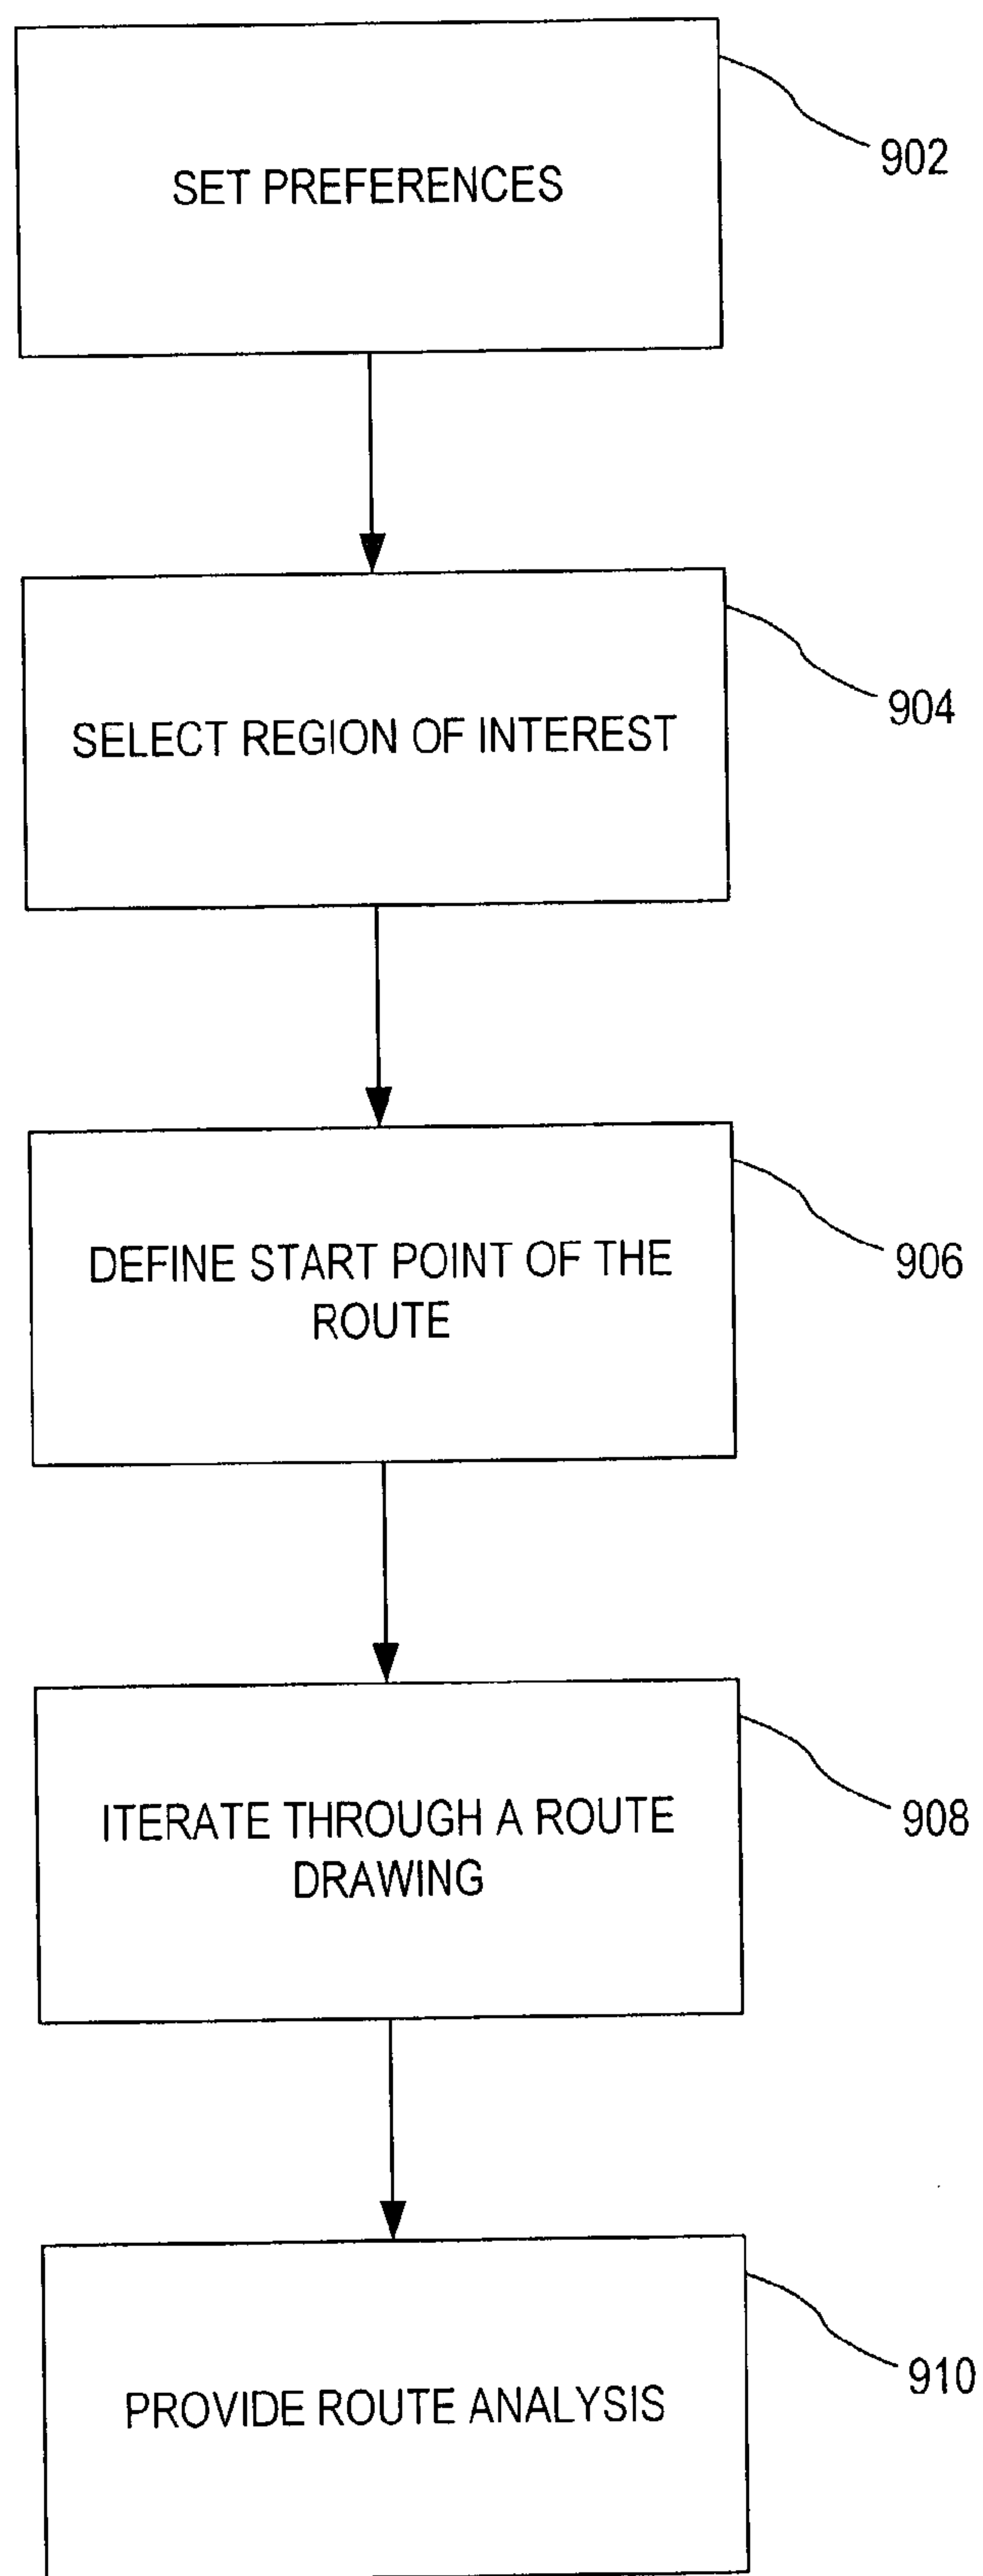 SET PREFERENCES
902
SELECT REGION OF INTEREST
904
DEFINE START POINT OF THE
ROUTE
906
ITERATE THROUGH A ROUTE
DRAWING
908
PROVIDE ROUTE ANALYSIS
910